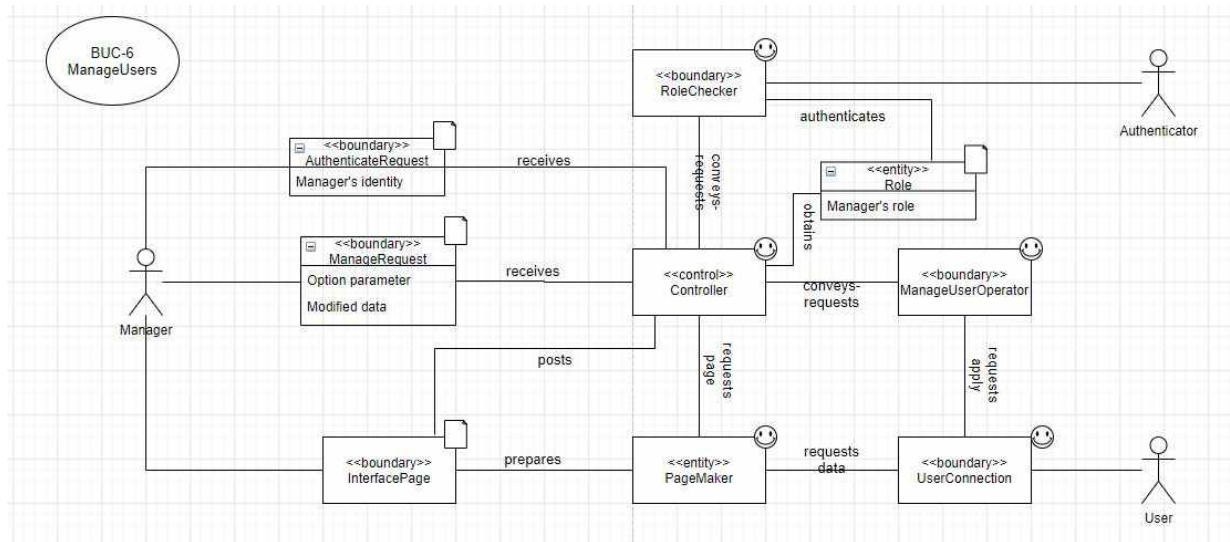 BUC-6
ManageUsers
<<boundary>>
RoleChecker
Authenticator
authenticates
<<boundary>>
AuthenticateRequest
Manager's identity
receives
conveys-
requests
<<entity>>
Role
Manager's role
obtains
<<boundary>>
ManageRequest
Option parameter
Modified data
receives
<<control>>
Controller
conveys-
requests
<<boundary>>
ManageUserOperator
Manager
posts
requests
page
requests
apply
<<boundary>>
InterfacePage
prepares
<<entity>>
PageMaker
requests
data
<<boundary>>
UserConnection
User